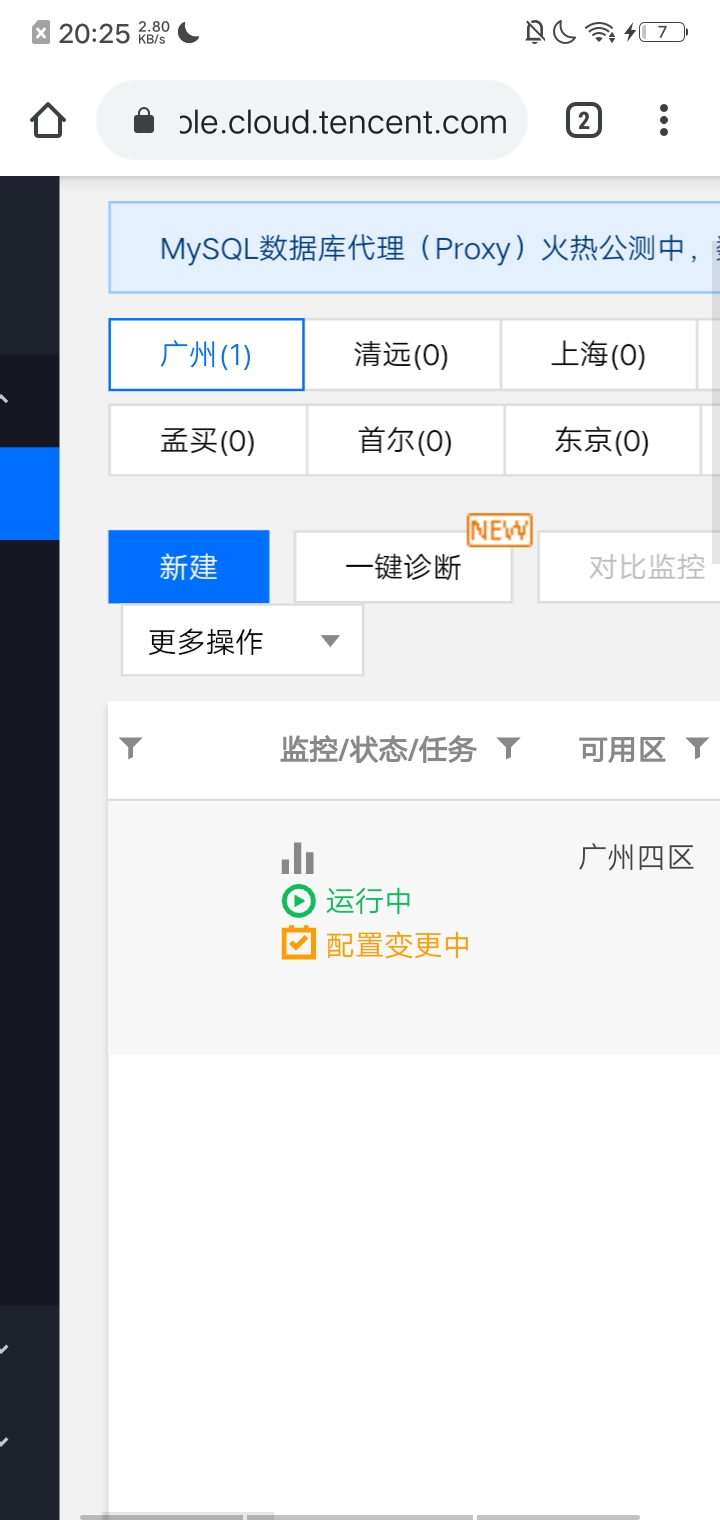 20:25 2.80 KB/s 7
ole.cloud.tencent.com 2
MySQL数据库代理（Proxy）火热公测中，
广州(1) 清远(0) 上海(0)
孟买(0) 首尔(0) 东京(0)
NEW
新建 一键诊断 对比监控
更多操作
监控/状态/任务 可用区
广州四区
运行中
配置变更中